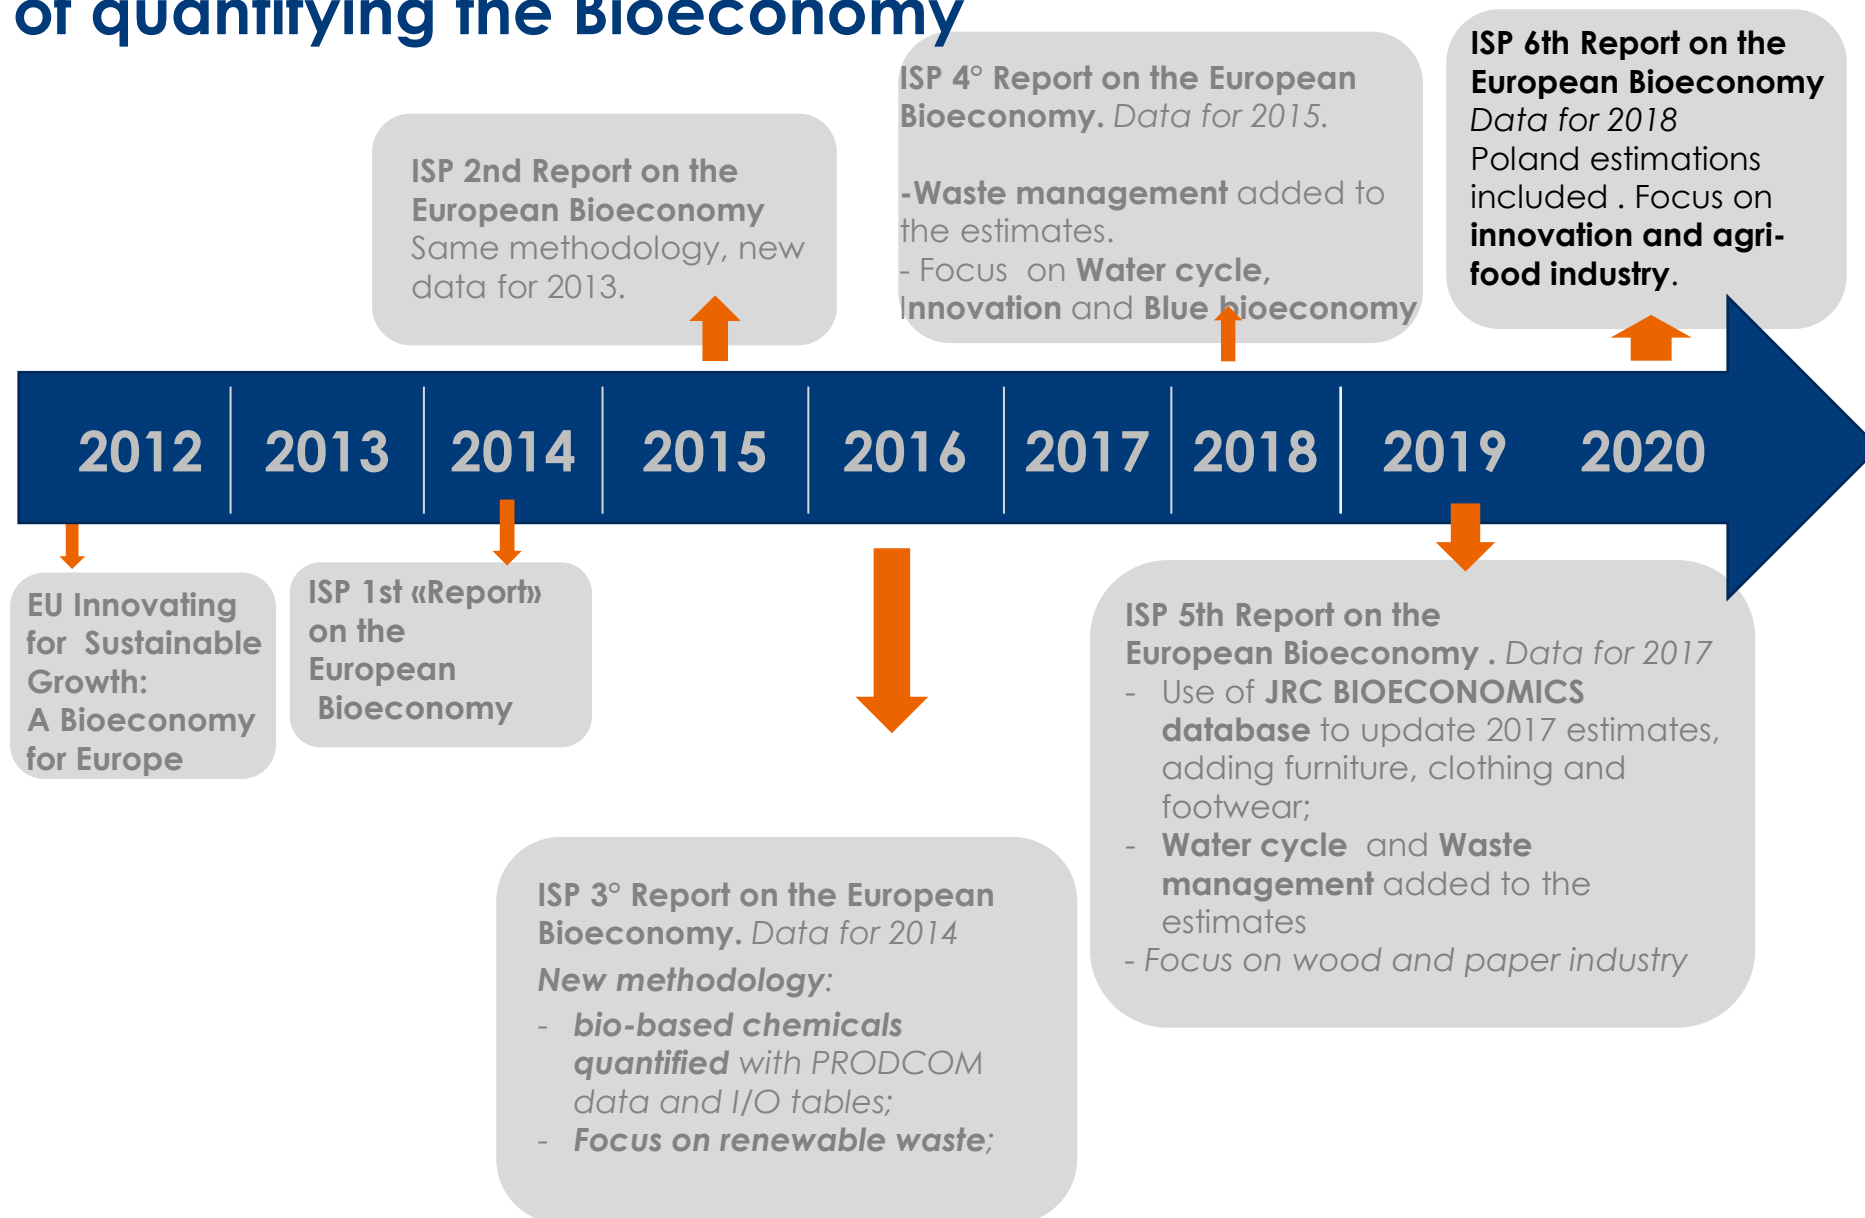 of quantifying the Bioeconomy
ISP 2nd Report on the
European Bioeconomy
Same methodology, new
data for 2013.
ISP 4° Report on the European
Bioeconomy. Data for 2015.
-Waste management added to
the estimates.
- Focus on Water cycle,
Innovation and Blue bioeconomy
ISP 6th Report on the
European Bioeconomy
Data for 2018
Poland estimations
included . Focus on
innovation and agri-
food industry.
2012 2013 2014 2015 2016 2017 2018 2019 2020
EU Innovating
for Sustainable
Growth:
A Bioeconomy
for Europe
ISP 1st «Report»
on the
European
Bioeconomy
ISP 3° Report on the European
Bioeconomy. Data for 2014
New methodology:
- bio-based chemicals
quantified with PRODCOM
data and I/O tables;
- Focus on renewable waste;
ISP 5th Report on the
European Bioeconomy . Data for 2017
- Use of JRC BIOECONOMICS
database to update 2017 estimates,
adding furniture, clothing and
footwear;
- Water cycle and Waste
management added to the
estimates
- Focus on wood and paper industry